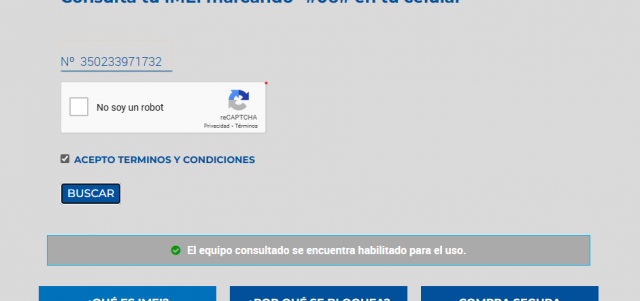 Consulta tu IMEI marcando *#06# en tu celular
Nº 350233971732
No soy un robot
reCAPTCHA
Privacidad - Términos
ACEPTO TERMINOS Y CONDICIONES
BUSCAR
El equipo consultado se encuentra habilitado para el uso.
¿QUÉ ES IMEI? ¿POR QUÉ SE BLOQUEA? COMPRA SEGURA